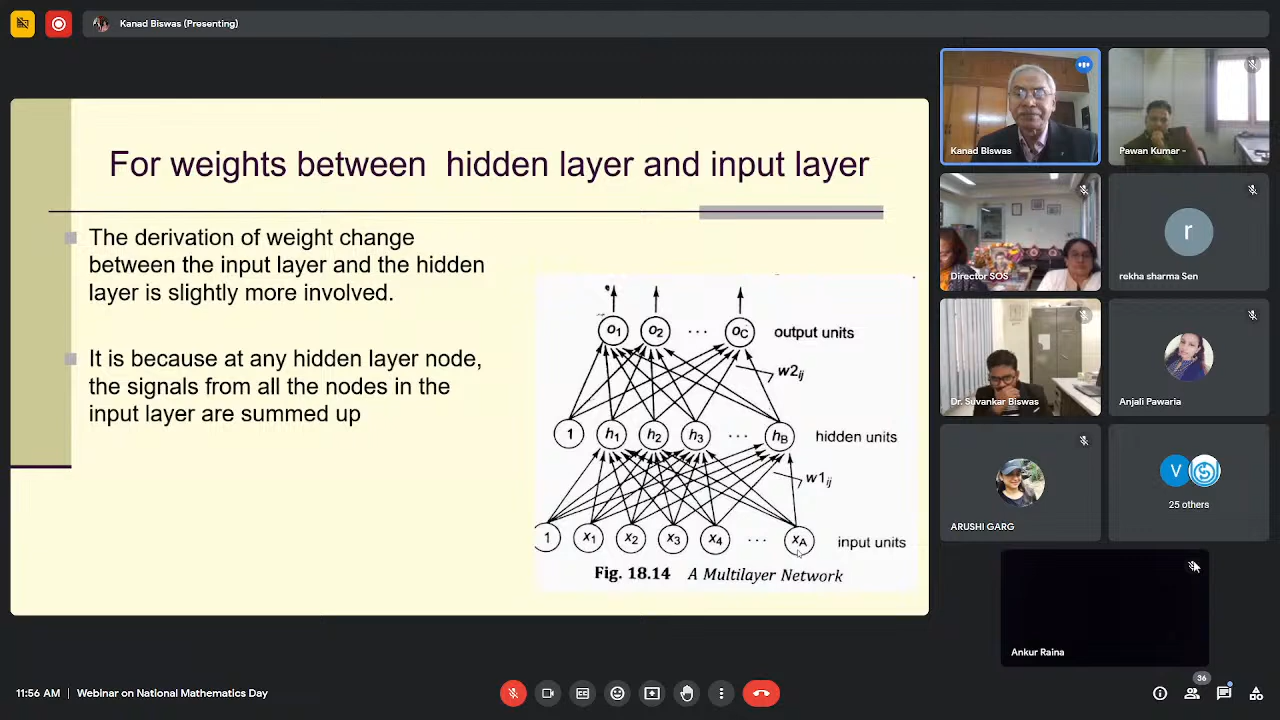 Kanad Biswas (Presenting)
For weights between hidden layer and input layer
The derivation of weight change
between the input layer and the hidden
layer is slightly more involved.
It is because at any hidden layer node,
the signals from all the nodes in the
input layer are summed up
o1 o2 ... oC output units
w2ij
1 h1 h2 h3 ... hB hidden units
w1ij
1 x1 x2 x3 x4 ... xA input units
Fig. 18.14 A Multilayer Network
Kanad Biswas
Pawan Kumar -
Director SOS
r
rekha sharma Sen
Dr. Suvankar Biswas
Anjali Pawaria
ARUSHI GARG
V
25 others
Ankur Raina
11:56 AM | Webinar on National Mathematics Day
36